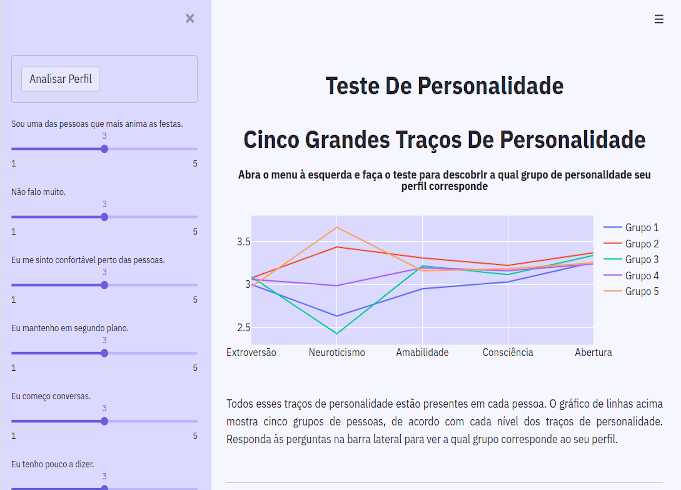 ×
☰
Analisar Perfil
Sou uma das pessoas que mais anima as festas.
3
1 5
Não falo muito.
3
1 5
Eu me sinto confortável perto das pessoas.
3
1 5
Eu mantenho em segundo plano.
3
1 5
Eu começo conversas.
3
1 5
Eu tenho pouco a dizer.
3
Teste De Personalidade
Cinco Grandes Traços De Personalidade
Abra o menu à esquerda e faça o teste para descobrir a qual grupo de personalidade seu
perfil corresponde
3.5
3
2.5
Extroversão Neuroticismo Amabilidade Consciência Abertura
Grupo 1
Grupo 2
Grupo 3
Grupo 4
Grupo 5
Todos esses traços de personalidade estão presentes em cada pessoa. O gráfico de linhas acima
mostra cinco grupos de pessoas, de acordo com cada nível dos traços de personalidade.
Responda às perguntas na barra lateral para ver a qual grupo corresponde ao seu perfil.